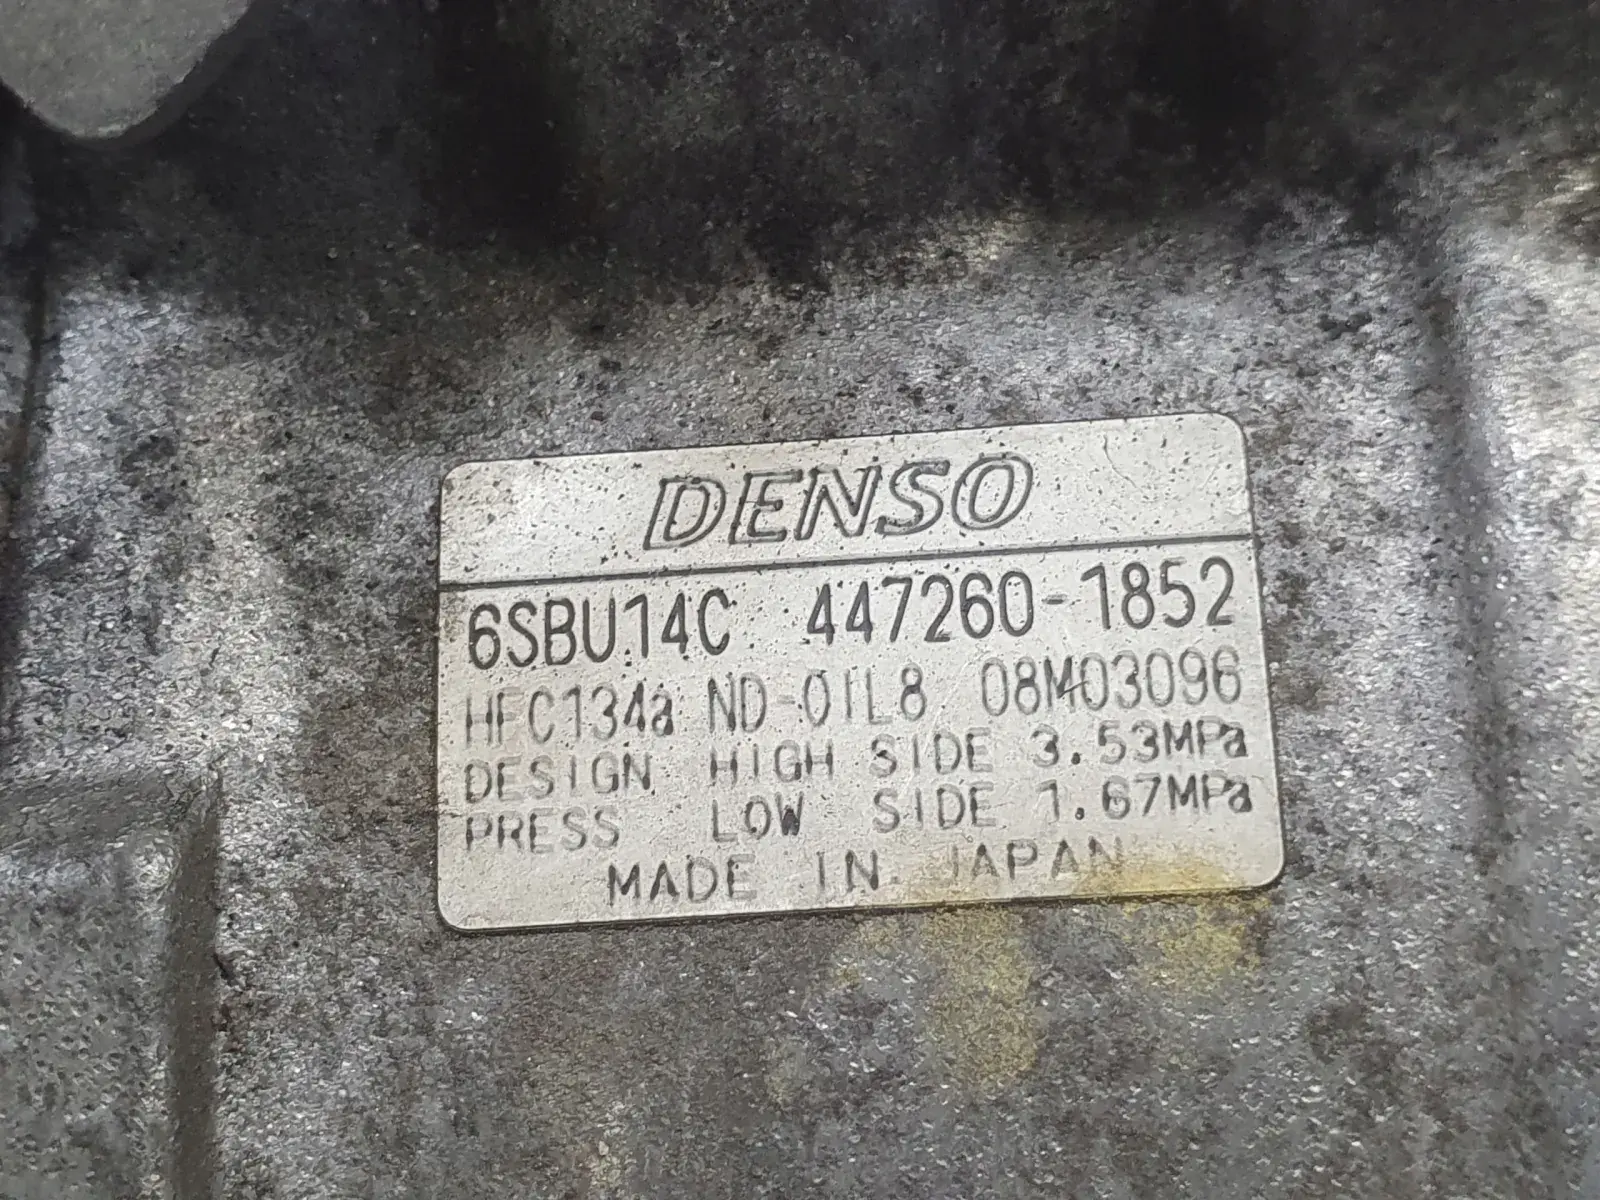 DENSO
6SBU14C 447260-1852
HFC134a ND-OIL8 08M03096
DESIGN HIGH SIDE 3.53MPa
PRESS LOW SIDE 1.67MPa
MADE IN JAPAN